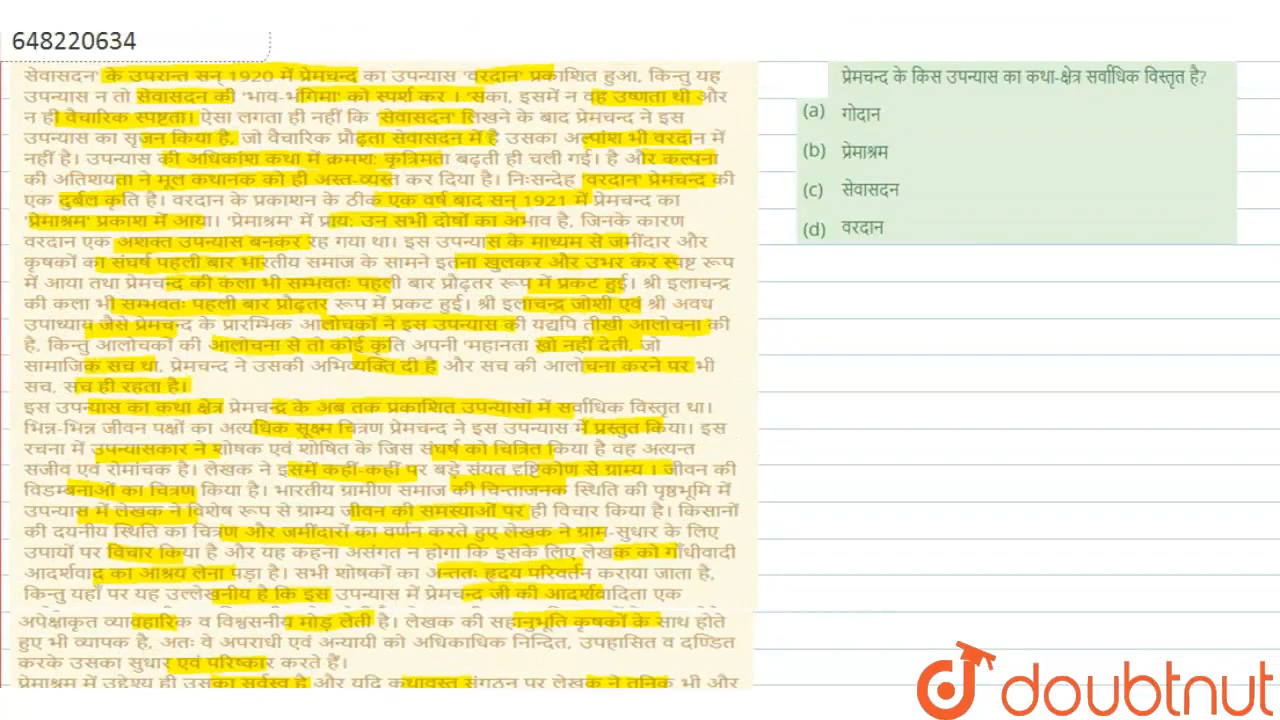 648220634
सेवासदन' के उपरान्त सन् 1920 में प्रेमचन्द का उपन्यास 'वरदान' प्रकाशित हुआ, किन्तु यह
उपन्यास न तो सेवासदन की 'भाव-भंगिमा' को स्पर्श कर । 'सका, इसमें न वह उष्णता थी और
न ही वैचारिक स्पष्टता। ऐसा लगता ही नहीं कि 'सेवासदन' लिखने के बाद प्रेमचन्द ने इस
उपन्यास का सृजन किया है, जो वैचारिक प्रौढ़ता सेवासदन में है उसका अल्पांश भी वरदान में
नहीं है। उपन्यास की अधिकांश कथा में क्रमश: कृत्रिमता बढ़ती ही चली गई। है और कल्पना
की अतिशयता ने मूल कथानक को ही अस्त-व्यस्त कर दिया है। निःसन्देह 'वरदान' प्रेमचन्द की
एक दुर्बल कृति है। वरदान के प्रकाशन के ठीक एक वर्ष बाद सन् 1921 में प्रेमचन्द का
'प्रेमाश्रम' प्रकाश में आया। 'प्रेमाश्रम' में प्राय: उन सभी दोषों का अभाव है, जिनके कारण
वरदान एक अशक्त उपन्यास बनकर रह गया था। इस उपन्यास के माध्यम से जमींदार और
कृषकों का संघर्ष पहली बार भारतीय समाज के सामने इतना खुलकर और उभर कर स्पष्ट रूप
में आया तथा प्रेमचन्द की कला भी सम्भवतः पहली बार प्रौढ़तर रूप में प्रकट हुई। श्री इलाचन्द्र
की कला भी सम्भवतः पहली बार प्रौढ़तर रूप में प्रकट हुई। श्री इलाचन्द्र जोशी एवं श्री अवध
उपाध्याय जैसे प्रेमचन्द के प्रारम्भिक आलोचकों ने इस उपन्यास की यद्यपि तीखी आलोचना की
है, किन्तु आलोचकों की आलोचना से तो कोई कृति अपनी 'महानता खो नहीं देती, जो
सामाजिक सच था, प्रेमचन्द ने उसकी अभिव्यक्ति दी है और सच की आलोचना करने पर भी
सच, सच ही रहता है।
इस उपन्यास का कथा क्षेत्र प्रेमचन्द्र के अब तक प्रकाशित उपन्यासों में सर्वाधिक विस्तृत था।
भिन्न-भिन्न जीवन पक्षों का अत्यधिक सूक्ष्म चित्रण प्रेमचन्द ने इस उपन्यास में प्रस्तुत किया। इस
रचना में उपन्यासकार ने शोषक एवं शोषित के जिस संघर्ष को चित्रित किया है वह अत्यन्त
सजीव एवं रोमांचक है। लेखक ने इसमें कहीं-कहीं पर बड़े संयत दृष्टिकोण से ग्राम्य । जीवन की
विडम्बनाओं का चित्रण किया है। भारतीय ग्रामीण समाज की चिन्ताजनक स्थिति की पृष्ठभूमि में
उपन्यास में लेखक ने विशेष रूप से ग्राम्य जीवन की समस्याओं पर ही विचार किया है। किसानों
की दयनीय स्थिति का चित्रण और जमींदारों का वर्णन करते हुए लेखक ने ग्राम-सुधार के लिए
उपायों पर विचार किया है और यह कहना असंगत न होगा कि इसके लिए लेखक को गाँधीवादी
आदर्शवाद का आश्रय लेना पड़ा है। सभी शोषकों का अन्ततः हृदय परिवर्तन कराया जाता है,
किन्तु यहाँ पर यह उल्लेखनीय है कि इस उपन्यास में प्रेमचन्द जी की आदर्शवादिता एक
अपेक्षाकृत व्यावहारिक व विश्वसनीय मोड़ लेती है। लेखक की सहानुभूति कृषकों के साथ होते
हुए भी व्यापक है, अतः वे अपराधी एवं अन्यायी को अधिकाधिक निन्दित, उपहासित व दण्डित
करके उसका सुधार एवं परिष्कार करते हैं।
प्रेमाश्रम में उद्देश्य ही उसका सर्वस्व है और यदि कथावस्तु संगठन पर लेखक ने तनिक भी और
प्रेमचन्द के किस उपन्यास का कथा-क्षेत्र सर्वाधिक विस्तृत है?
(a) गोदान
(b) प्रेमाश्रम
(c) सेवासदन
(d) वरदान
doubtnut